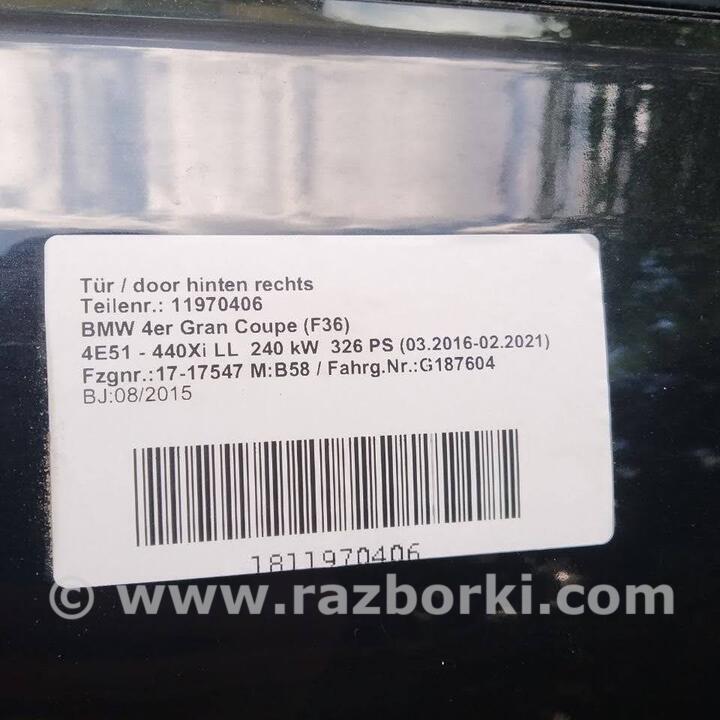 Tür / door hinten rechts
Teilenr.: 11970406
BMW 4er Gran Coupe (F36)
4E51 - 440Xi LL 240 kW 326 PS (03.2016-02.2021)
Fzgnr.:17-17547 M:B58 / Fahrg.Nr.:G187604
BJ:08/2015
1811970406
© www.razborki.com